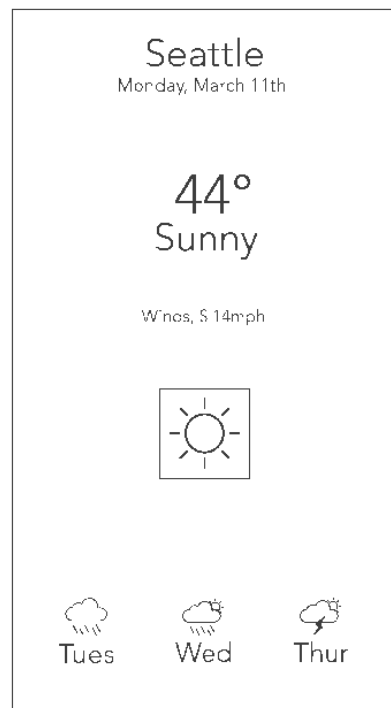 Seattle
Monday, March 11th
44°
Sunny
Winds, S 14mph
Tues Wed Thur